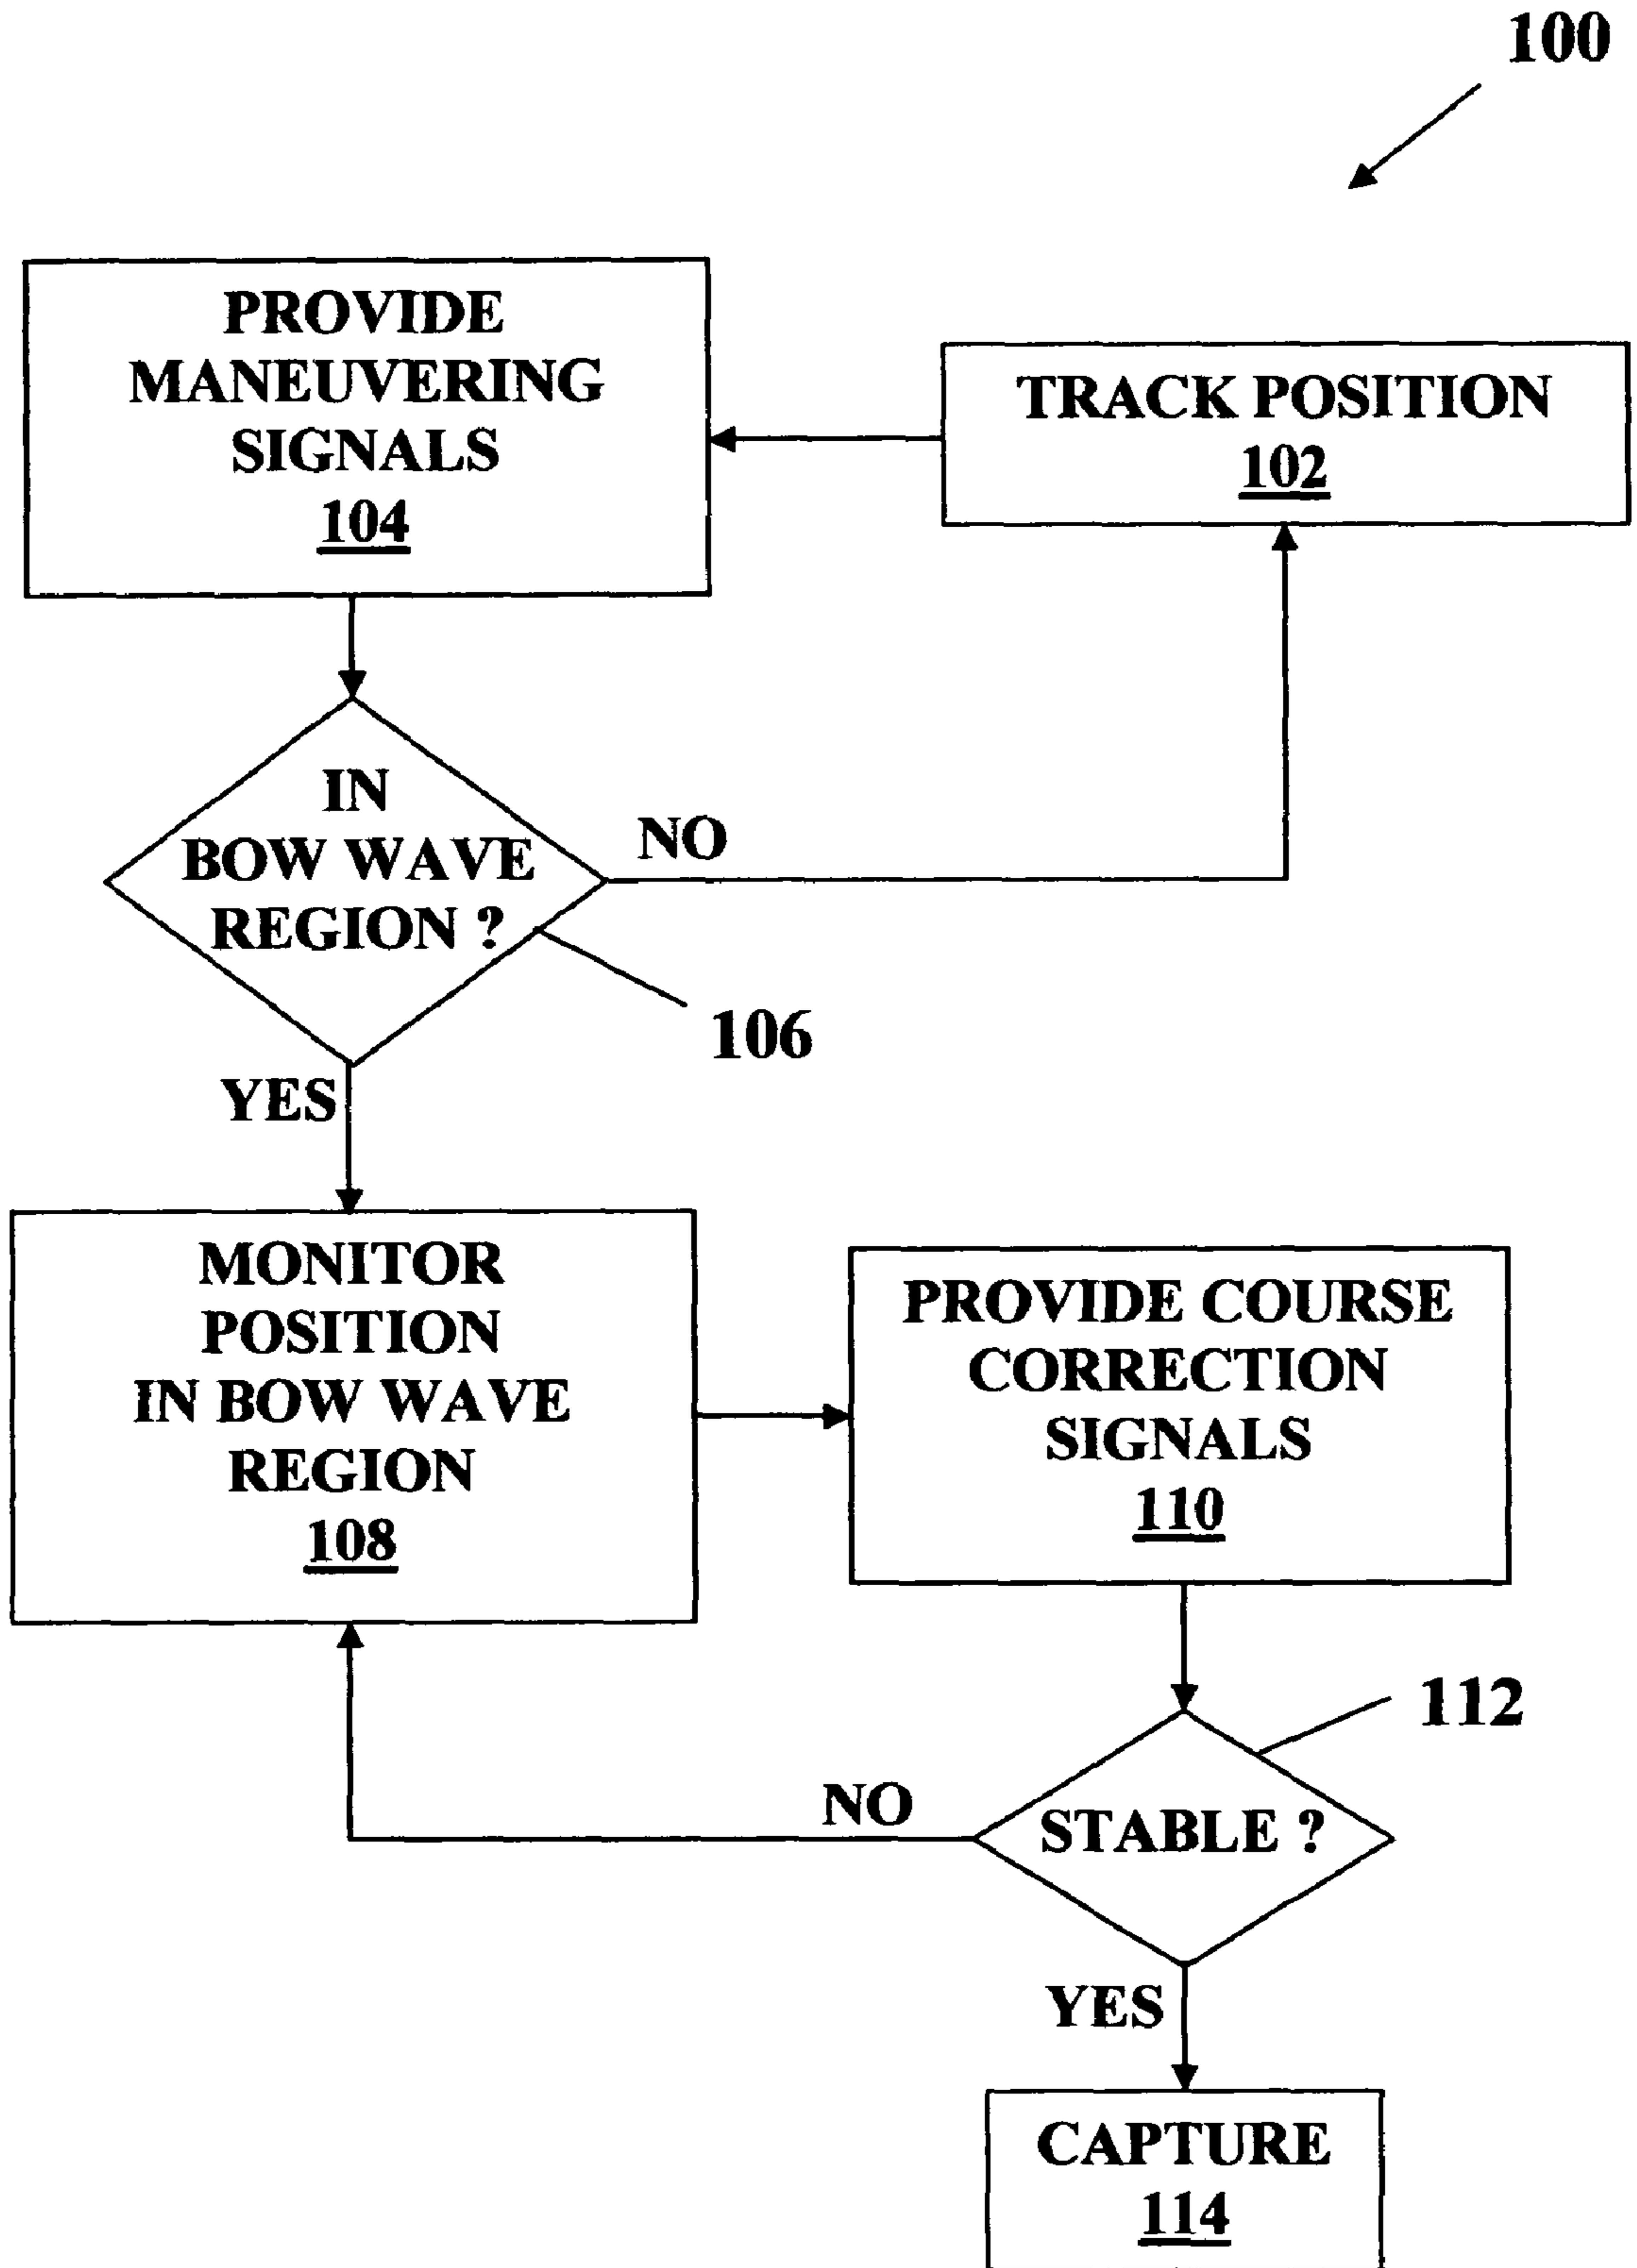 100
PROVIDE
MANEUVERING
SIGNALS
104
TRACK POSITION
102
IN
BOW WAVE
REGION ?
NO
106
YES
MONITOR
POSITION
IN BOW WAVE
REGION
108
PROVIDE COURSE
CORRECTION
SIGNALS
110
112
STABLE ?
NO
YES
CAPTURE
114